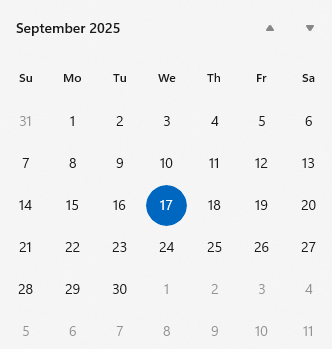 September 2025
Su Mo Tu We Th Fr Sa
31 1 2 3 4 5 6
7 8 9 10 11 12 13
14 15 16 17 18 19 20
21 22 23 24 25 26 27
28 29 30 1 2 3 4
5 6 7 8 9 10 11